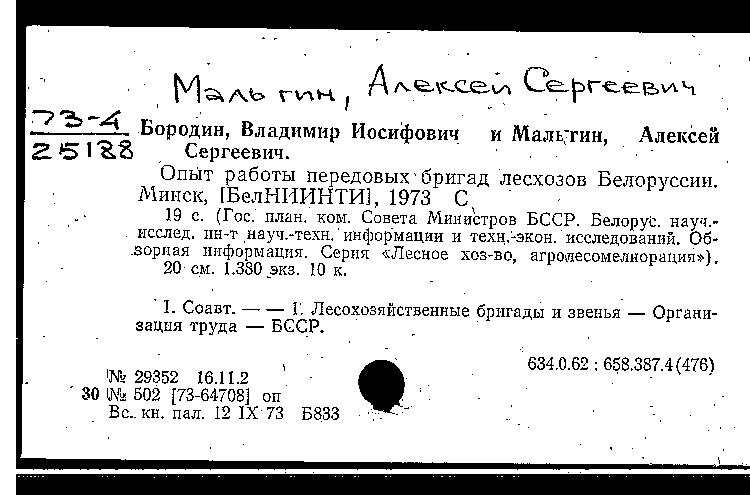 Мальгин, Алексей Сергеевич
73-4
25188
Бородин, Владимир Иосифович и Мальгин, Алексей
Сергеевич.
Опыт работы передовых бригад лесхозов Белоруссии.
Минск, [БелНИИНТИ], 1973 С
19 с. (Гос. план. ком. Совета Министров БССР. Белорус. науч.-
исслед. ин-т науч.-техн. информации и техн.-экон. исследований. Об-
зорная информация. Серия «Лесное хоз-во, агролесомелиорация»).
20 см. 1.380 экз. 10 к.
I. Соавт. — — 1. Лесохозяйственные бригады и звенья — Органи-
зация труда — БССР.
634.0.62 : 658.387.4(476)
№ 29352 16.11.2
30 № 502 [73-64708] оп
Вс. кн. пал. 12 IX 73 Б833